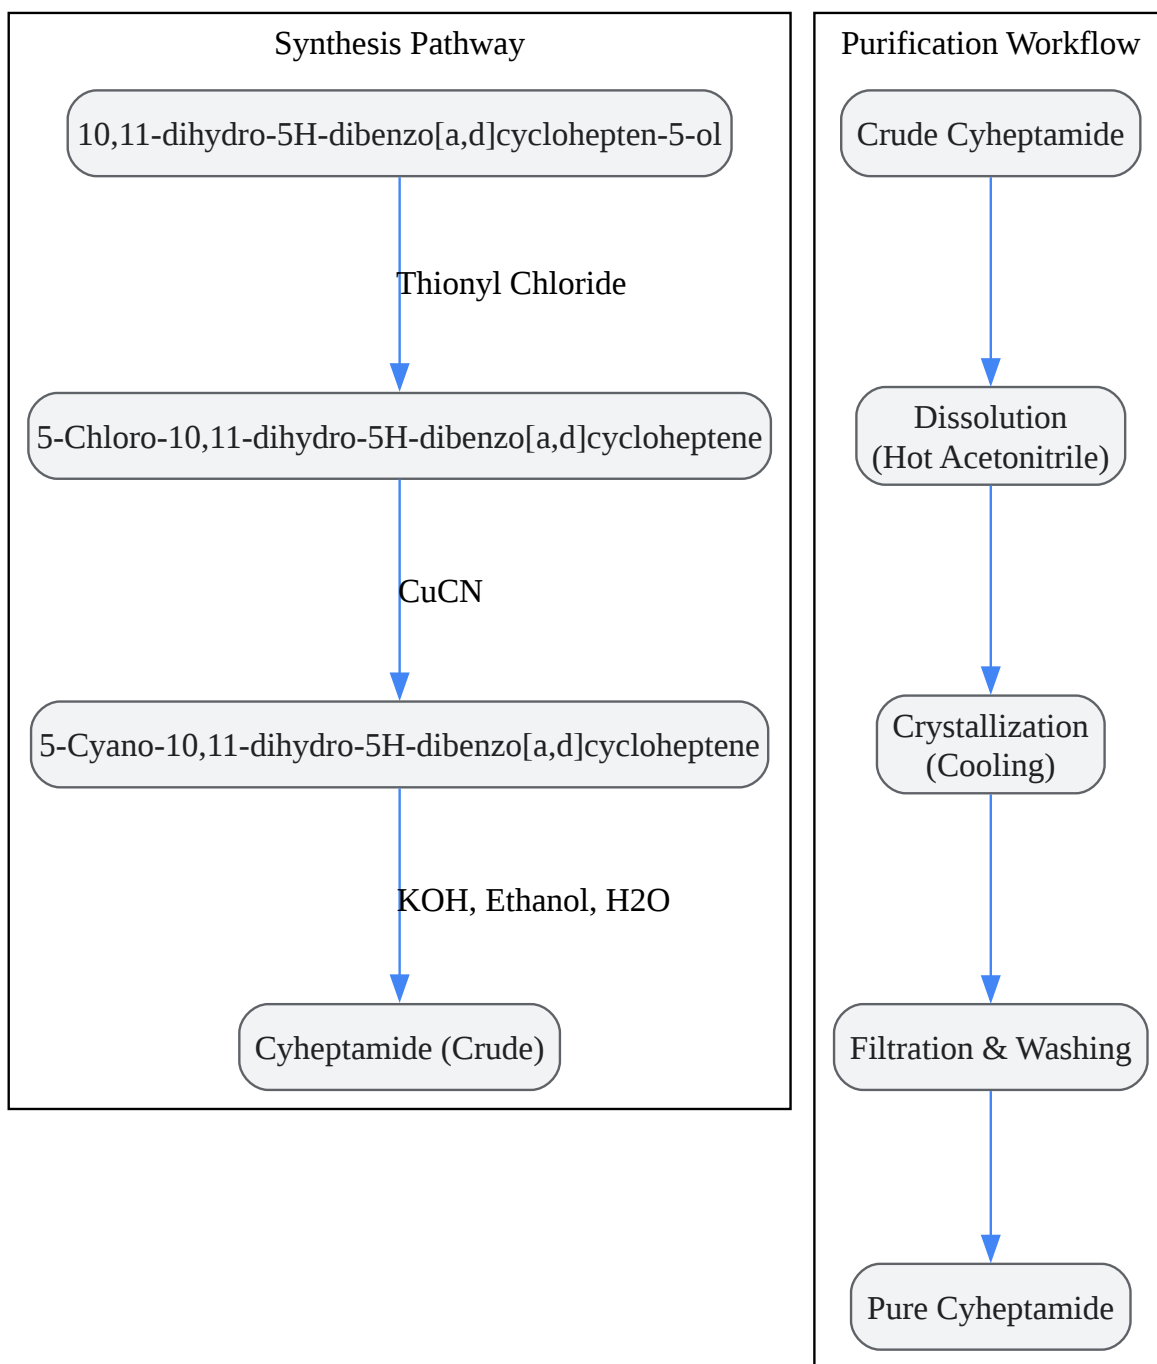 Synthesis Pathway
10,11-dihydro-5H-dibenzo[a,d]cyclohepten-5-ol
Thionyl Chloride
5-Chloro-10,11-dihydro-5H-dibenzo[a,d]cycloheptene
CuCN
5-Cyano-10,11-dihydro-5H-dibenzo[a,d]cycloheptene
KOH, Ethanol, H2O
Cyheptamide (Crude)
Purification Workflow
Crude Cyheptamide
Dissolution
(Hot Acetonitrile)
Crystallization
(Cooling)
Filtration & Washing
Pure Cyheptamide